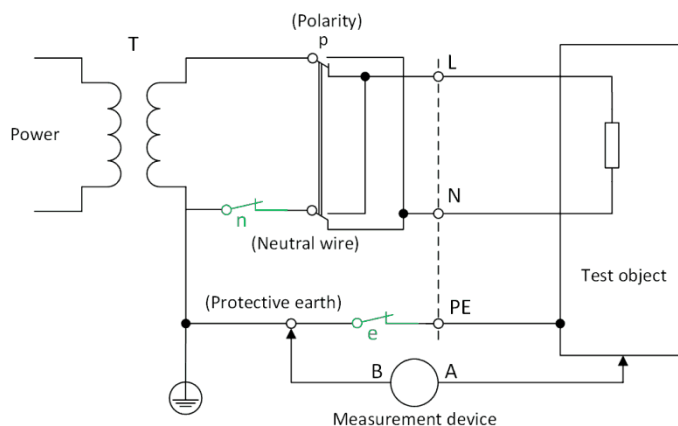 (Polarity)
T
p
L
Power
N
n
(Neutral wire)
Test object
(Protective earth)
PE
e
B
A
Measurement device